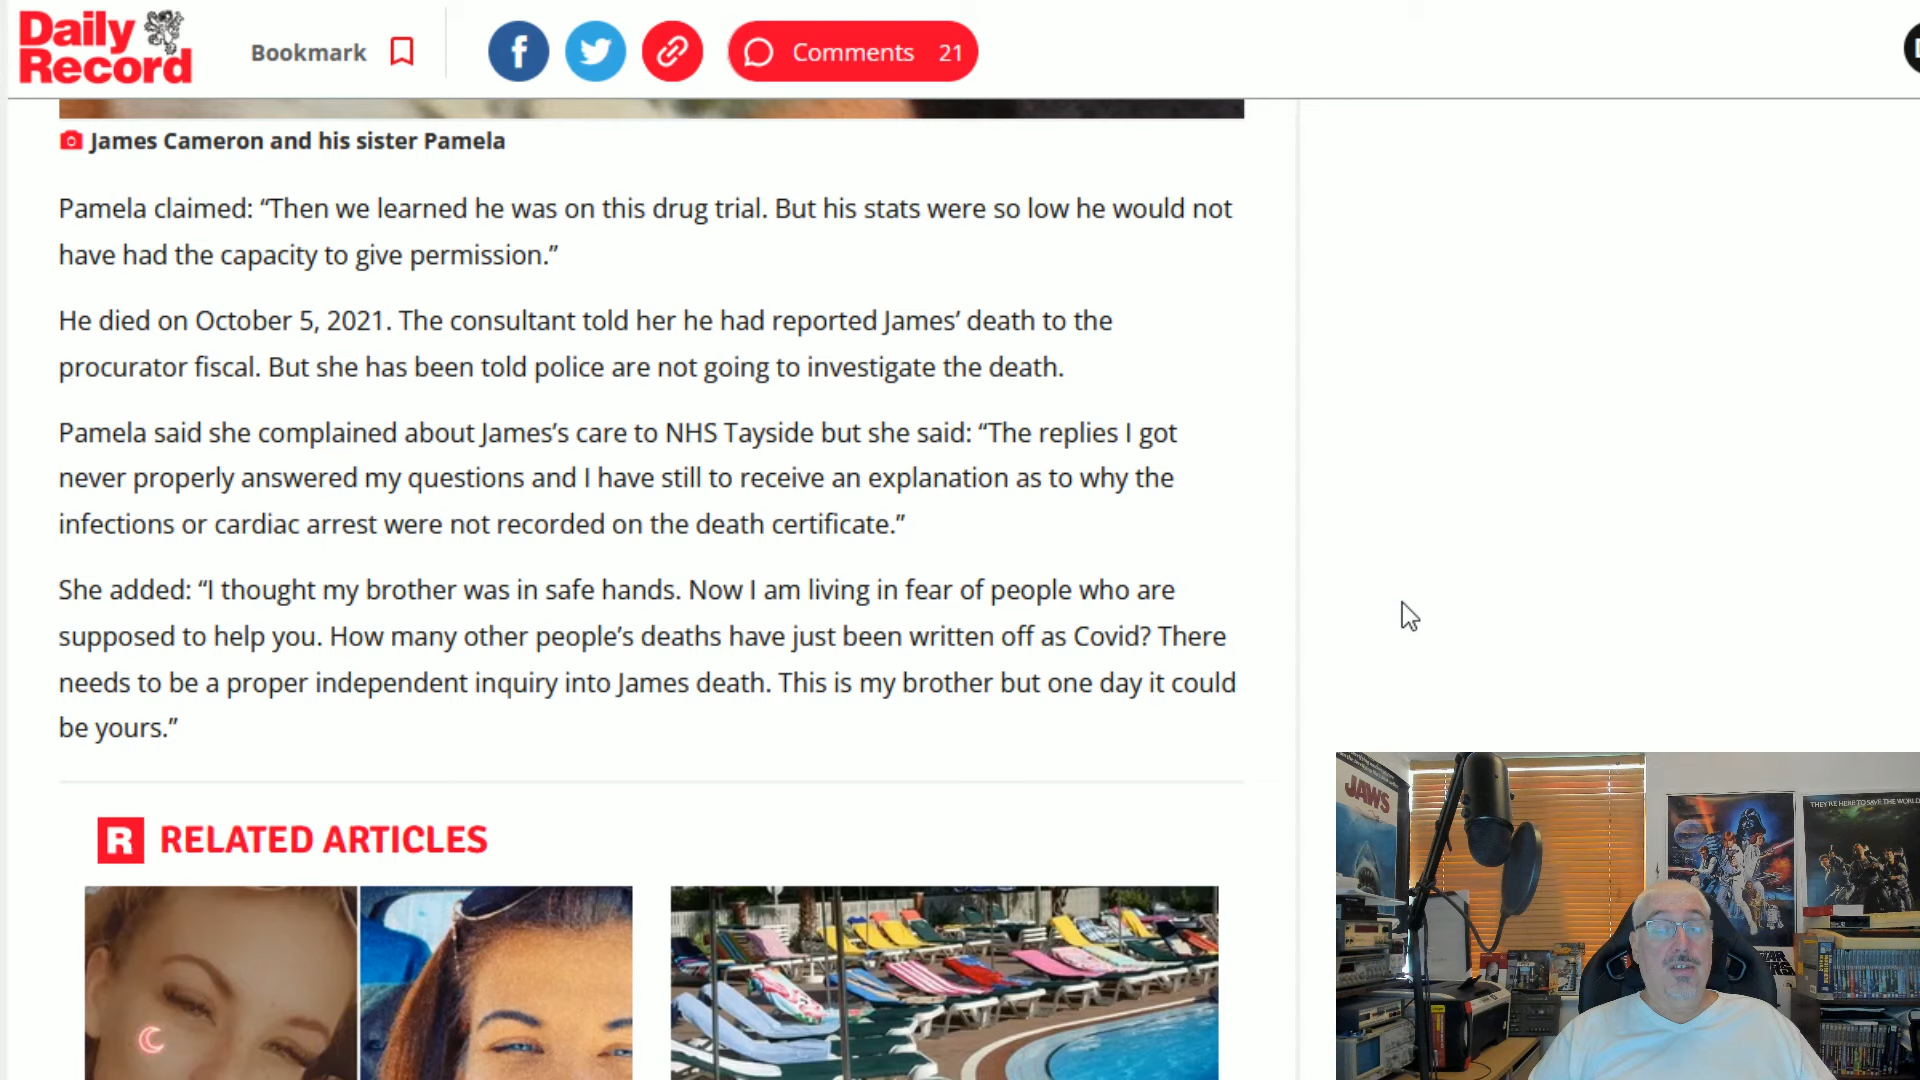 Daily
Record
Bookmark
f
Comments 21
James Cameron and his sister Pamela
Pamela claimed: “Then we learned he was on this drug trial. But his stats were so low he would not
have had the capacity to give permission.”
He died on October 5, 2021. The consultant told her he had reported James’ death to the
procurator fiscal. But she has been told police are not going to investigate the death.
Pamela said she complained about James’s care to NHS Tayside but she said: “The replies I got
never properly answered my questions and I have still to receive an explanation as to why the
infections or cardiac arrest were not recorded on the death certificate.”
She added: “I thought my brother was in safe hands. Now I am living in fear of people who are
supposed to help you. How many other people’s deaths have just been written off as Covid? There
needs to be a proper independent inquiry into James death. This is my brother but one day it could
be yours.”
R RELATED ARTICLES
JAWS
THEY'RE HERE TO SAVE THE WORLD
STAR
WARS